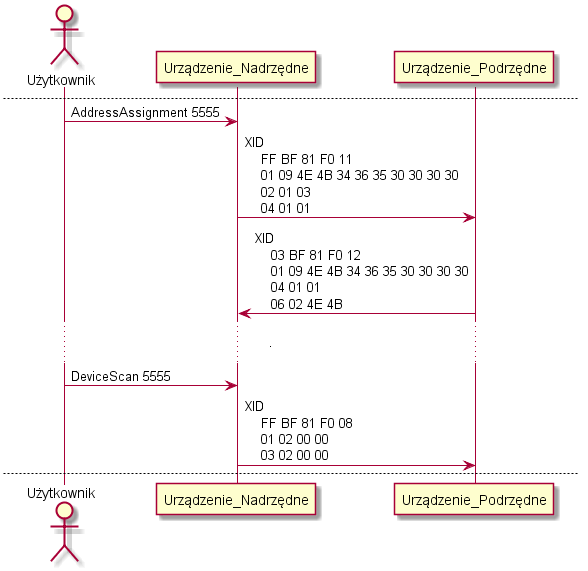 Użytkownik
Urządzenie_Nadrzędne
Urządzenie_Podrzędne
AddressAssignment 5555
XID
FF BF 81 F0 11
01 09 4E 4B 34 36 35 30 30 30 30
02 01 03
04 01 01
XID
03 BF 81 F0 12
01 09 4E 4B 34 36 35 30 30 30 30
04 01 01
06 02 4E 4B
.
DeviceScan 5555
XID
FF BF 81 F0 08
01 02 00 00
03 02 00 00
Użytkownik
Urządzenie_Nadrzędne
Urządzenie_Podrzędne